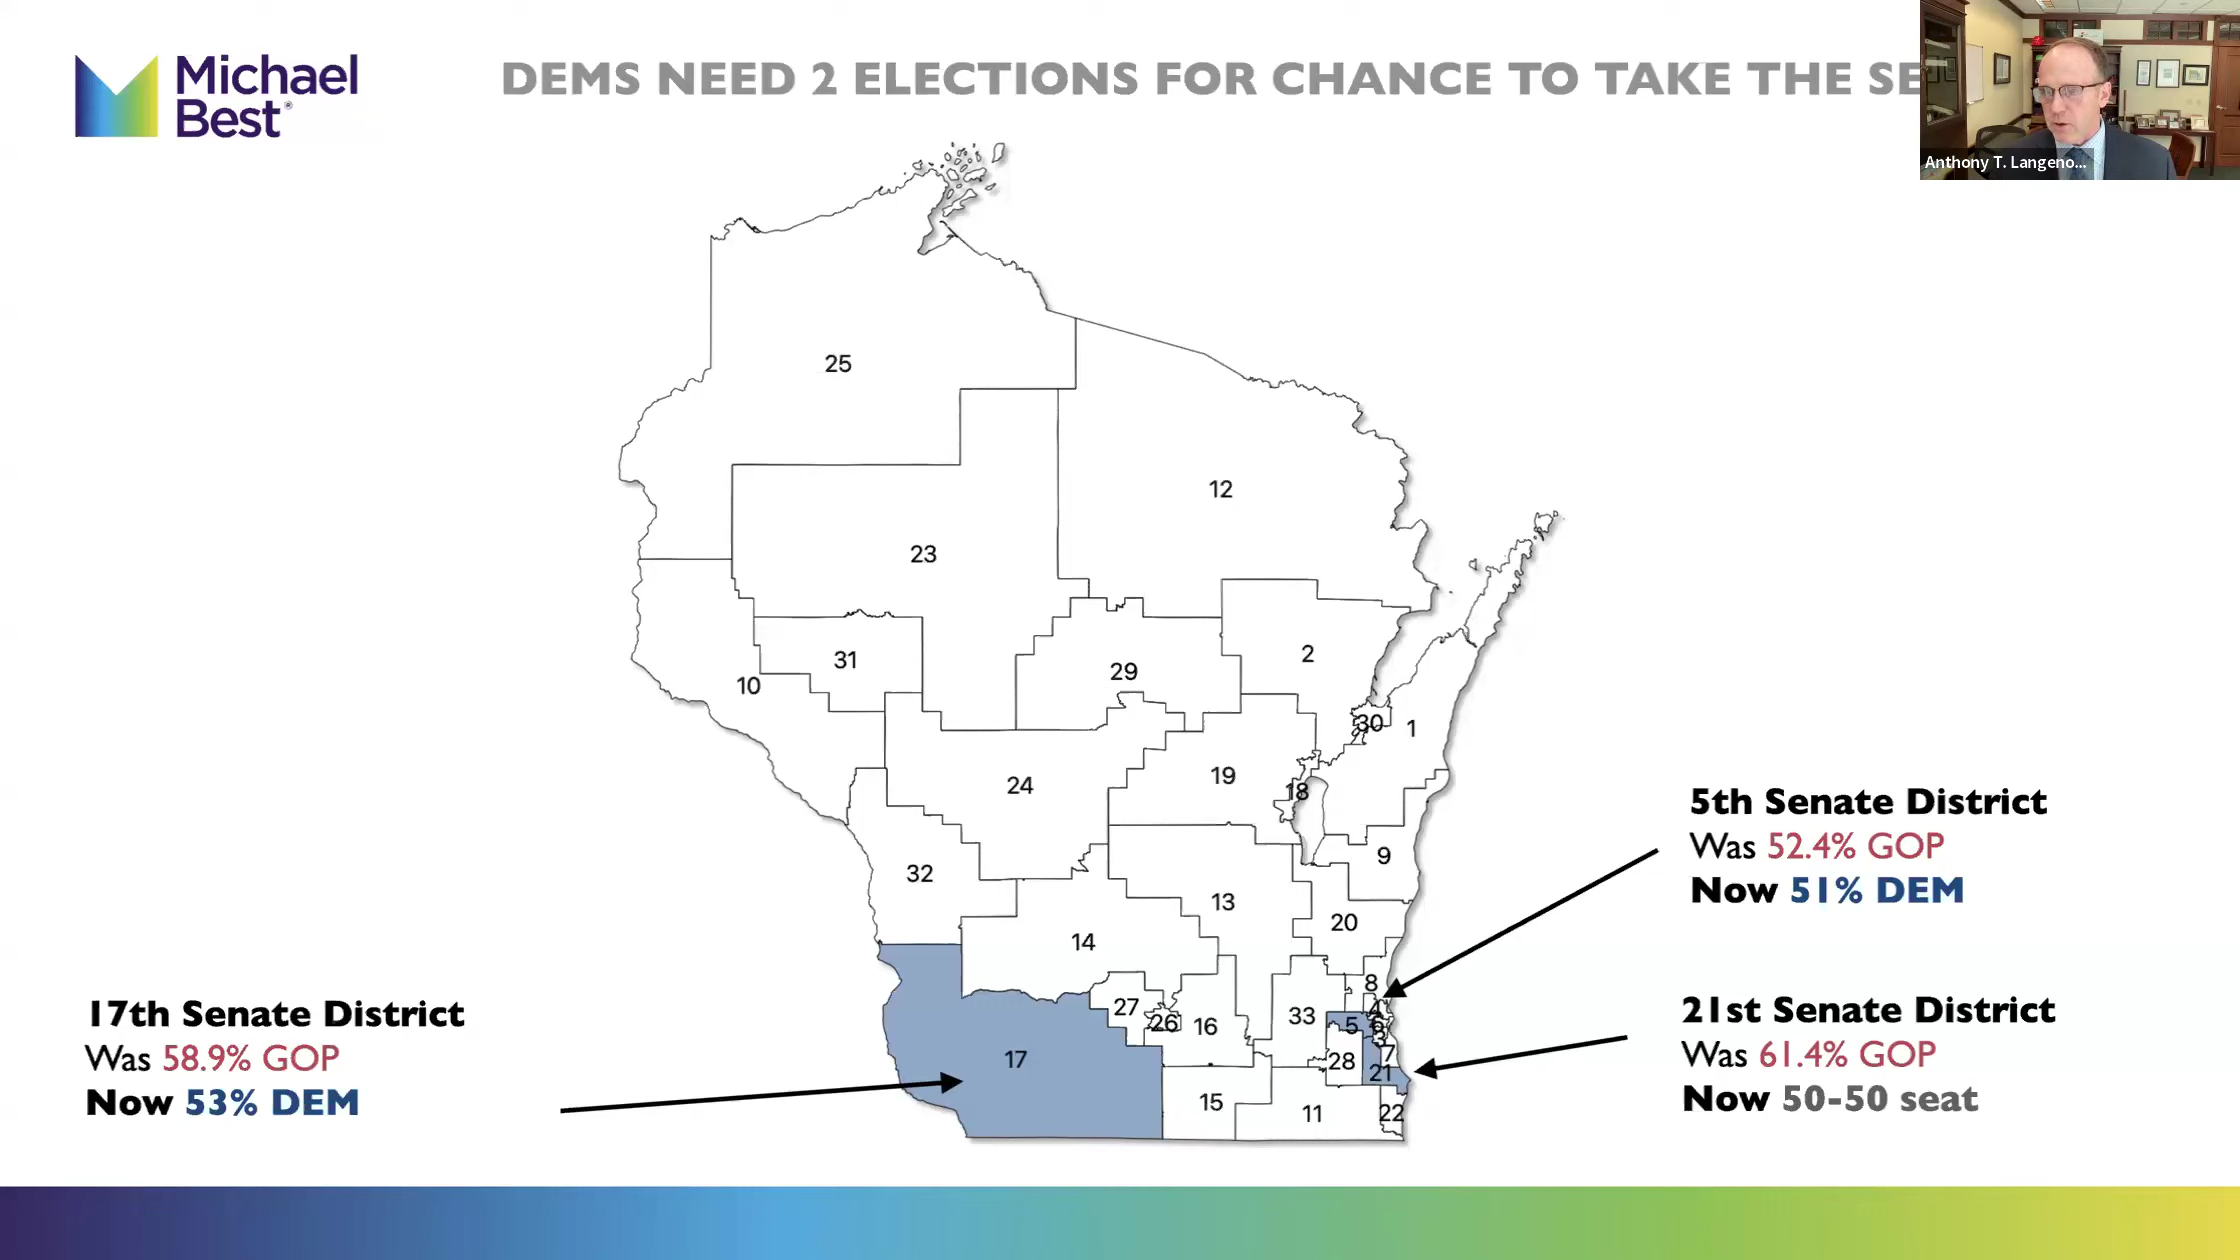 Michael
Best®
DEMS NEED 2 ELECTIONS FOR CHANCE TO TAKE THE SE
Anthony T. Langeno...
25
12
23
2
31
29
10
30
1
19
24
18
9
32
13
20
14
8
4
27
26
16
33
5
6
3
7
17
28
21
15
11
22
5th Senate District
Was 52.4% GOP
Now 51% DEM
17th Senate District
Was 58.9% GOP
Now 53% DEM
21st Senate District
Was 61.4% GOP
Now 50-50 seat